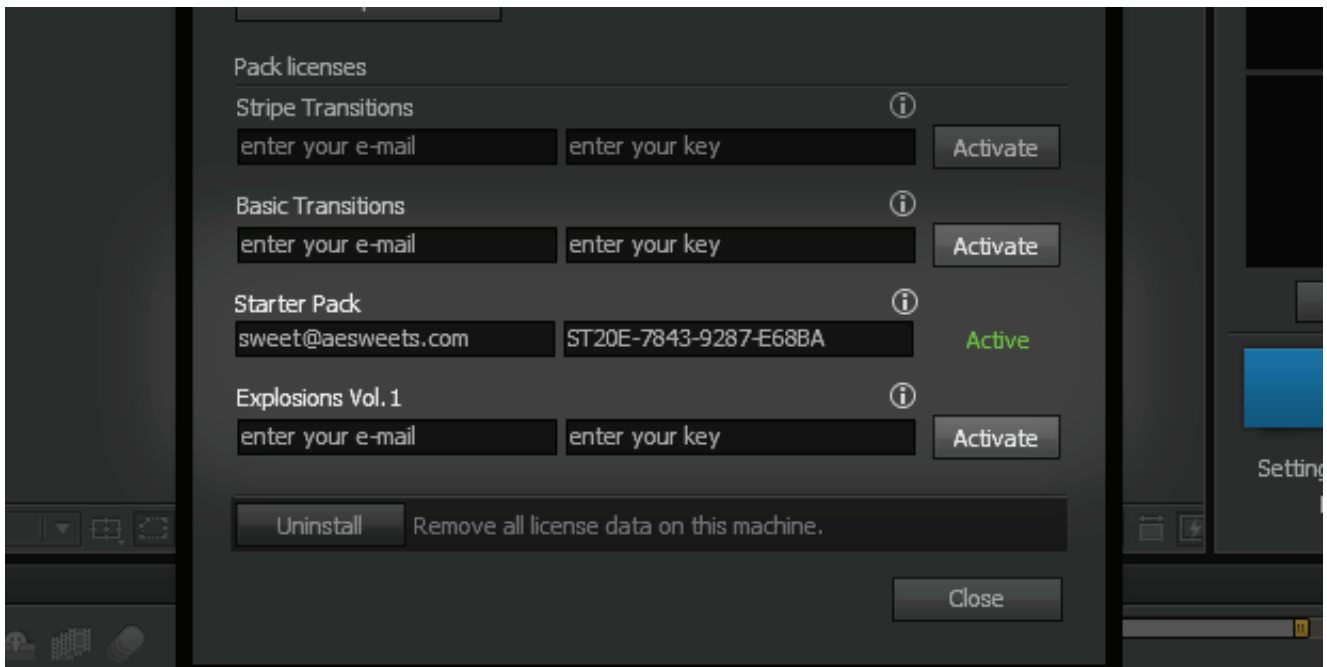 Pack licenses
Stripe Transitions
enter your e-mail enter your key Activate
Basic Transitions
enter your e-mail enter your key Activate
Starter Pack
sweet@aesweets.com ST20E-7843-9287-E68BA Active
Explosions Vol. 1
enter your e-mail enter your key Activate
Setting
Uninstall Remove all license data on this machine.
Close